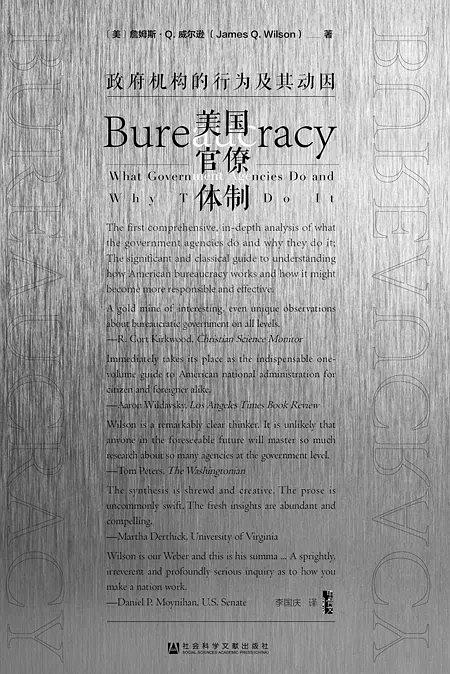 [美] 詹姆斯·Q. 威尔逊 (James Q. Wilson) 著
政府机构的行为及其动因
Bureaucracy
美国
官僚
体制
What Government Agencies Do and
Why T Do It
The first comprehensive, in-depth analysis of what
the government agencies do and why they do it;
The significant and classical guide to understanding
how American bureaucracy works and how it might
become more responsible and effective.
A gold mine of interesting, even unique observations
about bureaucratic government on all levels.
—R. Cort Kirkwood, Christian Science Monitor
Immediately takes its place as the indispensable one-
volume guide to American national administration for
citizen and foreigner alike.
—Aaron Wildavsky, Los Angeles Times Book Review
Wilson is a remarkably clear thinker. It is unlikely that
anyone in the foreseeable future will master so much
research about so many agencies at the government level.
—Tom Peters, The Washingtonian
The synthesis is shrewd and creative. The prose is
uncommonly swift. The fresh insights are abundant and
compelling.
—Martha Derthick, University of Virginia
Wilson is our Weber and this is his summa ... A sprightly,
irreverent and profoundly serious inquiry as to how you
make a nation work.
—Daniel P. Moynihan, U.S. Senate
李国庆 译
社会科学文献出版社
SOCIAL SCIENCES ACADEMIC PRESS (CHINA)
BUREAUCRACY
BUREAUCRACY